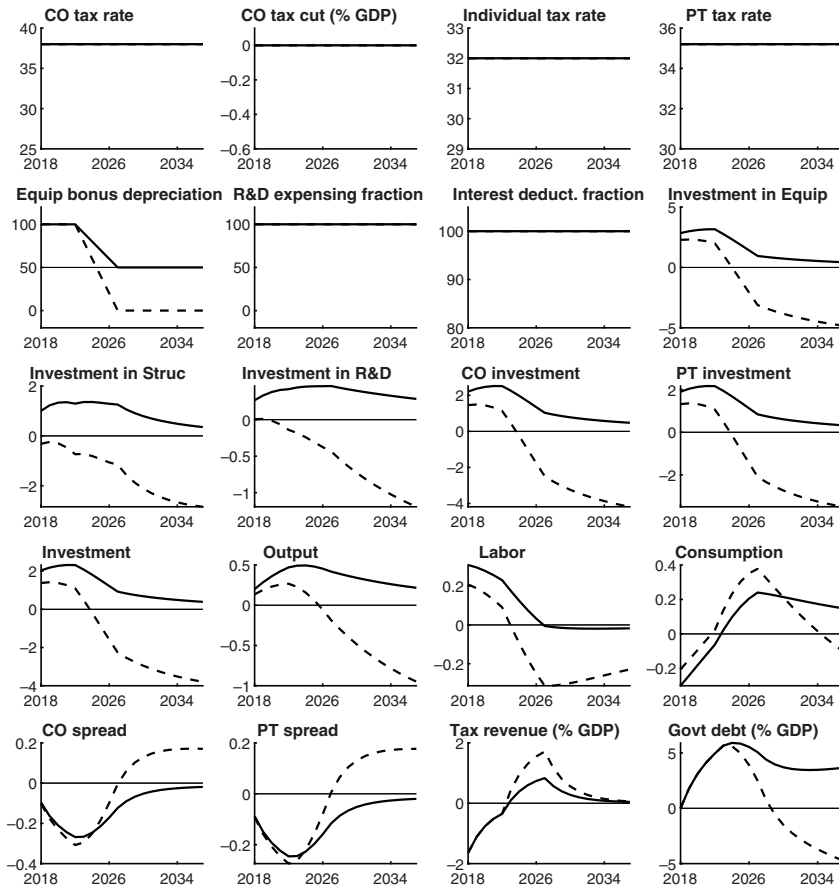 CO tax rate
40
35
30
25
2018 2026 2034
CO tax cut (% GDP)
0
−0.2
−0.4
−0.6
2018 2026 2034
Individual tax rate
33
32
31
30
29
2018 2026 2034
PT tax rate
36
34
32
30
2018 2026 2034
Equip bonus depreciation
100
50
0
2018 2026 2034
R&D expensing fraction
100
50
0
2018 2026 2034
Interest deduct. fraction
100
90
80
2018 2026 2034
Investment in Equip
5
0
−5
2018 2026 2034
Investment in Struc
2
0
−2
2018 2026 2034
Investment in R&D
0
−0.5
−1
2018 2026 2034
CO investment
2
0
−2
−4
2018 2026 2034
PT investment
2
0
−2
2018 2026 2034
Investment
2
0
−2
−4
2018 2026 2034
Output
0.5
0
−0.5
−1
2018 2026 2034
Labor
0.2
0
−0.2
2018 2026 2034
Consumption
0.4
0.2
0
−0.2
2018 2026 2034
CO spread
0.2
0
−0.2
−0.4
2018 2026 2034
PT spread
0.2
0
−0.2
2018 2026 2034
Tax revenue (% GDP)
2
0
−2
2018 2026 2034
Govt debt (% GDP)
5
0
−5
2018 2026 2034